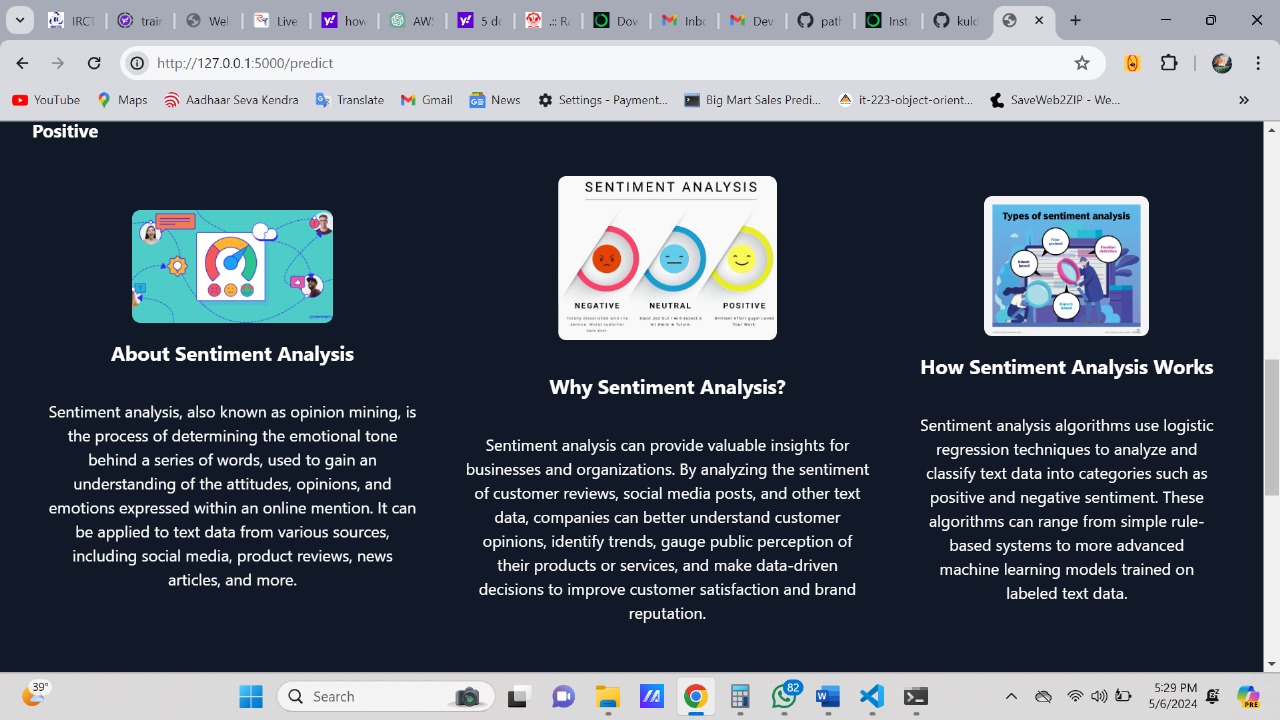 IRC
train
Web
Live
how
AW
5 de
.:: R
Dov
Inbo
Dev
path
Inst
kulc
http://127.0.0.1:5000/predict
YouTube
Maps
Aadhaar Seva Kendra
Translate
Gmail
News
Settings - Payment...
Big Mart Sales Predi...
it-223-object-orient...
SaveWeb2ZIP - We...
Positive
SENTIMENT ANALYSIS
NEGATIVE
NEUTRAL
POSITIVE
Types of sentiment analysis
About Sentiment Analysis
Sentiment analysis, also known as opinion mining, is
the process of determining the emotional tone
behind a series of words, used to gain an
understanding of the attitudes, opinions, and
emotions expressed within an online mention. It can
be applied to text data from various sources,
including social media, product reviews, news
articles, and more.
Why Sentiment Analysis?
Sentiment analysis can provide valuable insights for
businesses and organizations. By analyzing the sentiment
of customer reviews, social media posts, and other text
data, companies can better understand customer
opinions, identify trends, gauge public perception of
their products or services, and make data-driven
decisions to improve customer satisfaction and brand
reputation.
How Sentiment Analysis Works
Sentiment analysis algorithms use logistic
regression techniques to analyze and
classify text data into categories such as
positive and negative sentiment. These
algorithms can range from simple rule-
based systems to more advanced
machine learning models trained on
labeled text data.
39°
Search
82
5:29 PM
5/6/2024
PRE